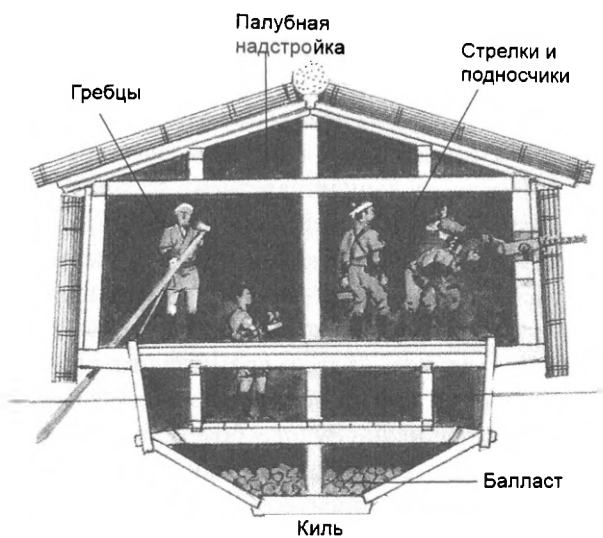 Палубная
надстройка
Стрелки и
подносчики
Гребцы
Балласт
Киль